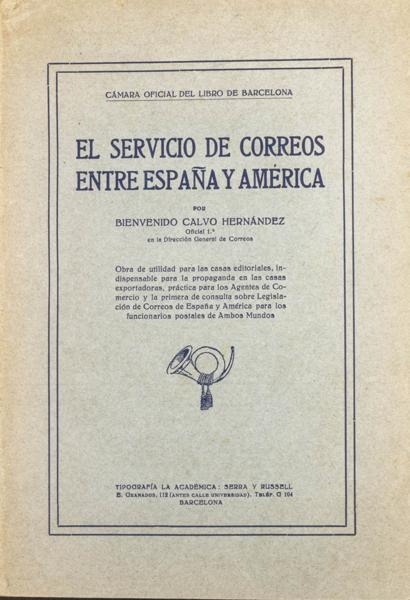 CÁMARA OFICIAL DEL LIBRO DE BARCELONA
EL SERVICIO DE CORREOS
ENTRE ESPAÑA Y AMÉRICA
POR
BIENVENIDO CALVO HERNÁNDEZ
Oficial 1.º
en la Dirección General de Correos
Obra de utilidad para las casas editoriales, in-
dispensable para la propaganda en las casas
exportadoras, práctica para los Agentes de Co-
mercio y la primera de consulta sobre Legisla-
ción de Correos de España y América para los
funcionarios postales de Ambos Mundos
TIPOGRAFÍA LA ACADÉMICA: SERRA Y RUSSELL
E. GRANADOS, 112 (ANTES CALLE UNIVERSIDAD). TELÉF. G 104
BARCELONA